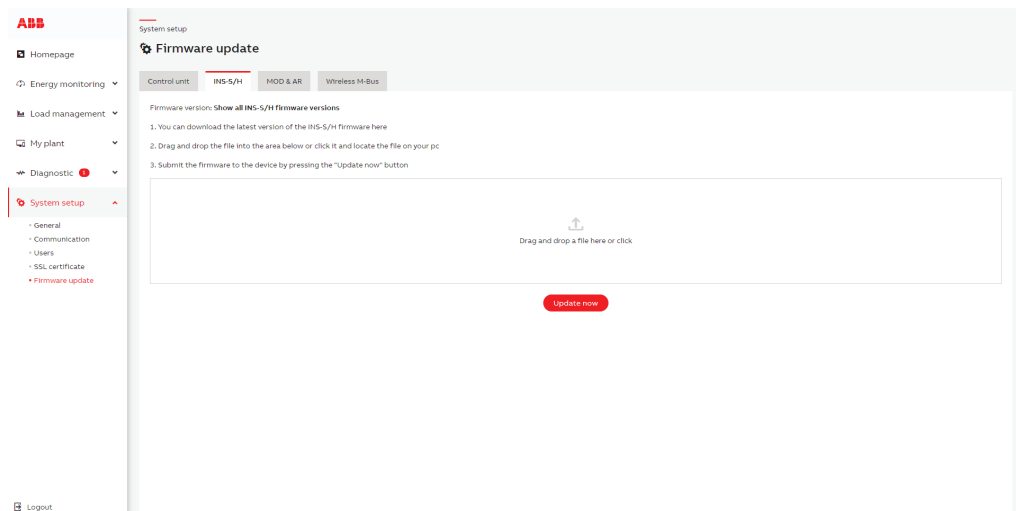 ABB
Homepage
Energy monitoring
Load management
My plant
Diagnostic
System setup
General
Communication
Users
SSL certificate
Firmware update
Logout
System setup
Firmware update
Control unit
INS-S/H
MOD & AR
Wireless M-Bus
Firmware version: Show all INS-S/H firmware versions
1. You can download the latest version of the INS-S/H firmware here
2. Drag and drop the file into the area below or click it and locate the file on your pc
3. Submit the firmware to the device by pressing the "Update now" button
Drag and drop a file here or click
Update now